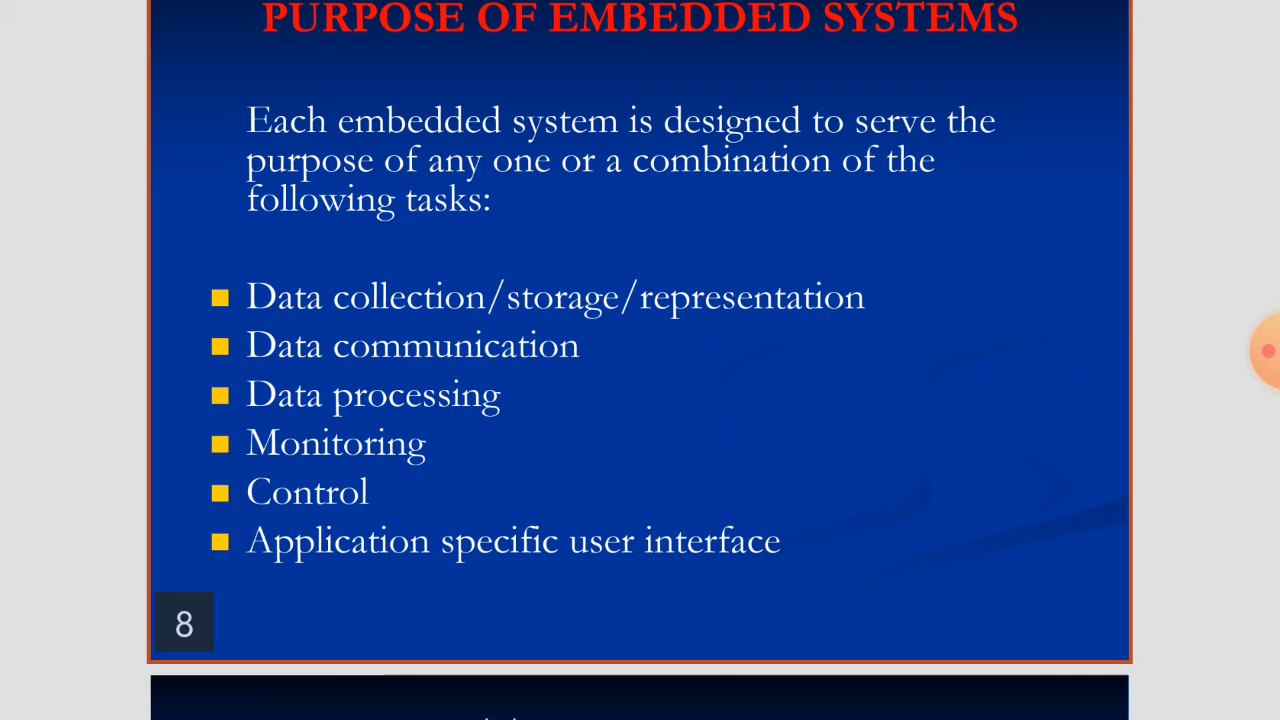 PURPOSE OF EMBEDDED SYSTEMS
Each embedded system is designed to serve the
purpose of any one or a combination of the
following tasks:
Data collection/storage/representation
Data communication
Data processing
Monitoring
Control
Application specific user interface
8